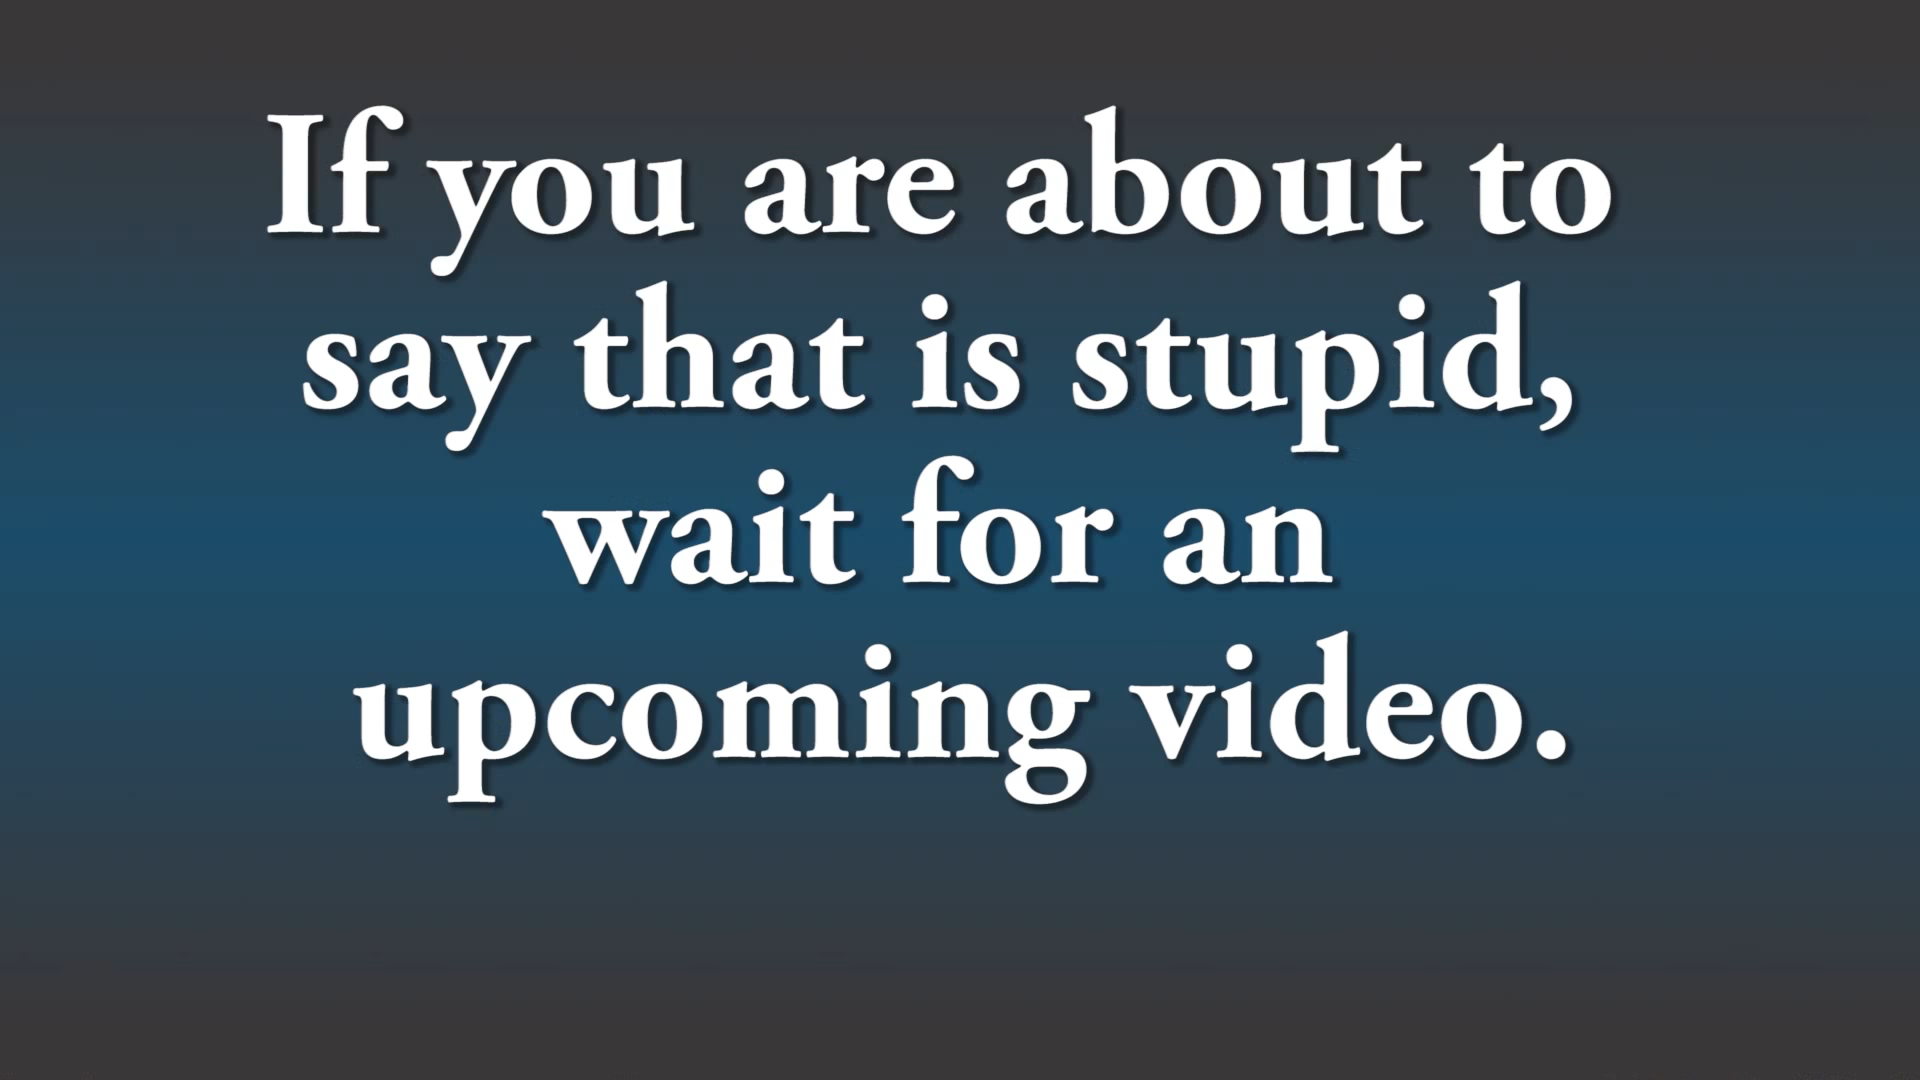 If you are about to
say that is stupid,
wait for an
upcoming video.